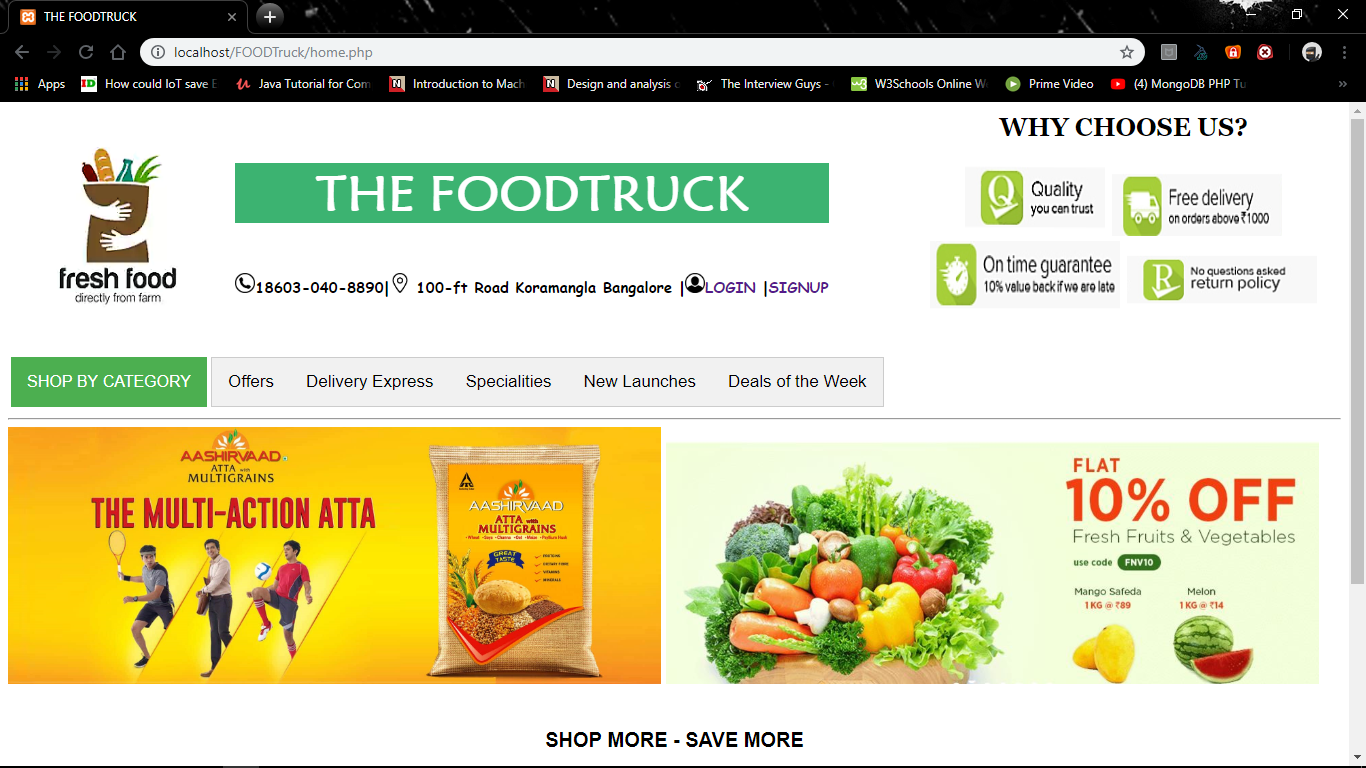 THE FOODTRUCK
localhost/FOODTruck/home.php
Apps
How could IoT save E
Java Tutorial for Com
Introduction to Mach
Design and analysis o
The Interview Guys -
W3Schools Online We
Prime Video
(4) MongoDB PHP Tu
fresh food
directly from farm
THE FOODTRUCK
18603-040-8890| 100-ft Road Koramangla Bangalore | LOGIN |SIGNUP
WHY CHOOSE US?
Quality
you can trust
Free delivery
on orders above ₹1000
On time guarantee
10% value back if we are late
No questions asked
return policy
SHOP BY CATEGORY
Offers
Delivery Express
Specialities
New Launches
Deals of the Week
AASHIRVAAD
ATTA with
MULTIGRAINS
THE MULTI-ACTION ATTA
AASHIRVAAD
ATTA with
MULTIGRAINS
GREAT
TASTE
FLAT
10% OFF
Fresh Fruits & Vegetables
use code FNV10
Mango Safeda
1 KG @ ₹89
Melon
1 KG @ ₹14
SHOP MORE - SAVE MORE